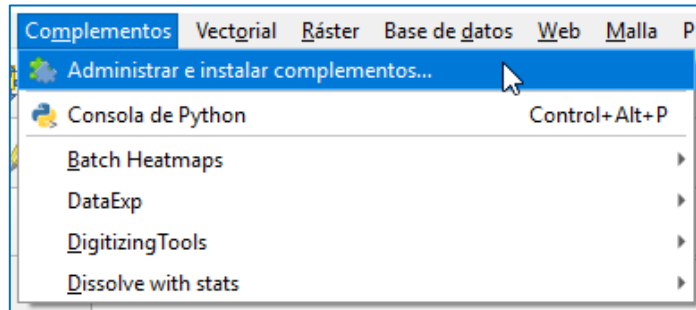 Complementos Vectorial Ráster Base de datos Web Malla P
Administrar e instalar complementos...
Consola de Python Control+Alt+P
Batch Heatmaps
DataExp
DigitizingTools
Dissolve with stats